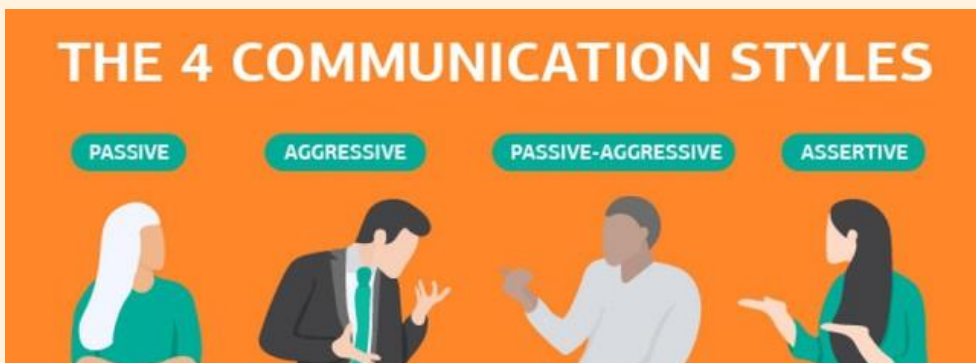 THE 4 COMMUNICATION STYLES
PASSIVE
AGGRESSIVE
PASSIVE-AGGRESSIVE
ASSERTIVE